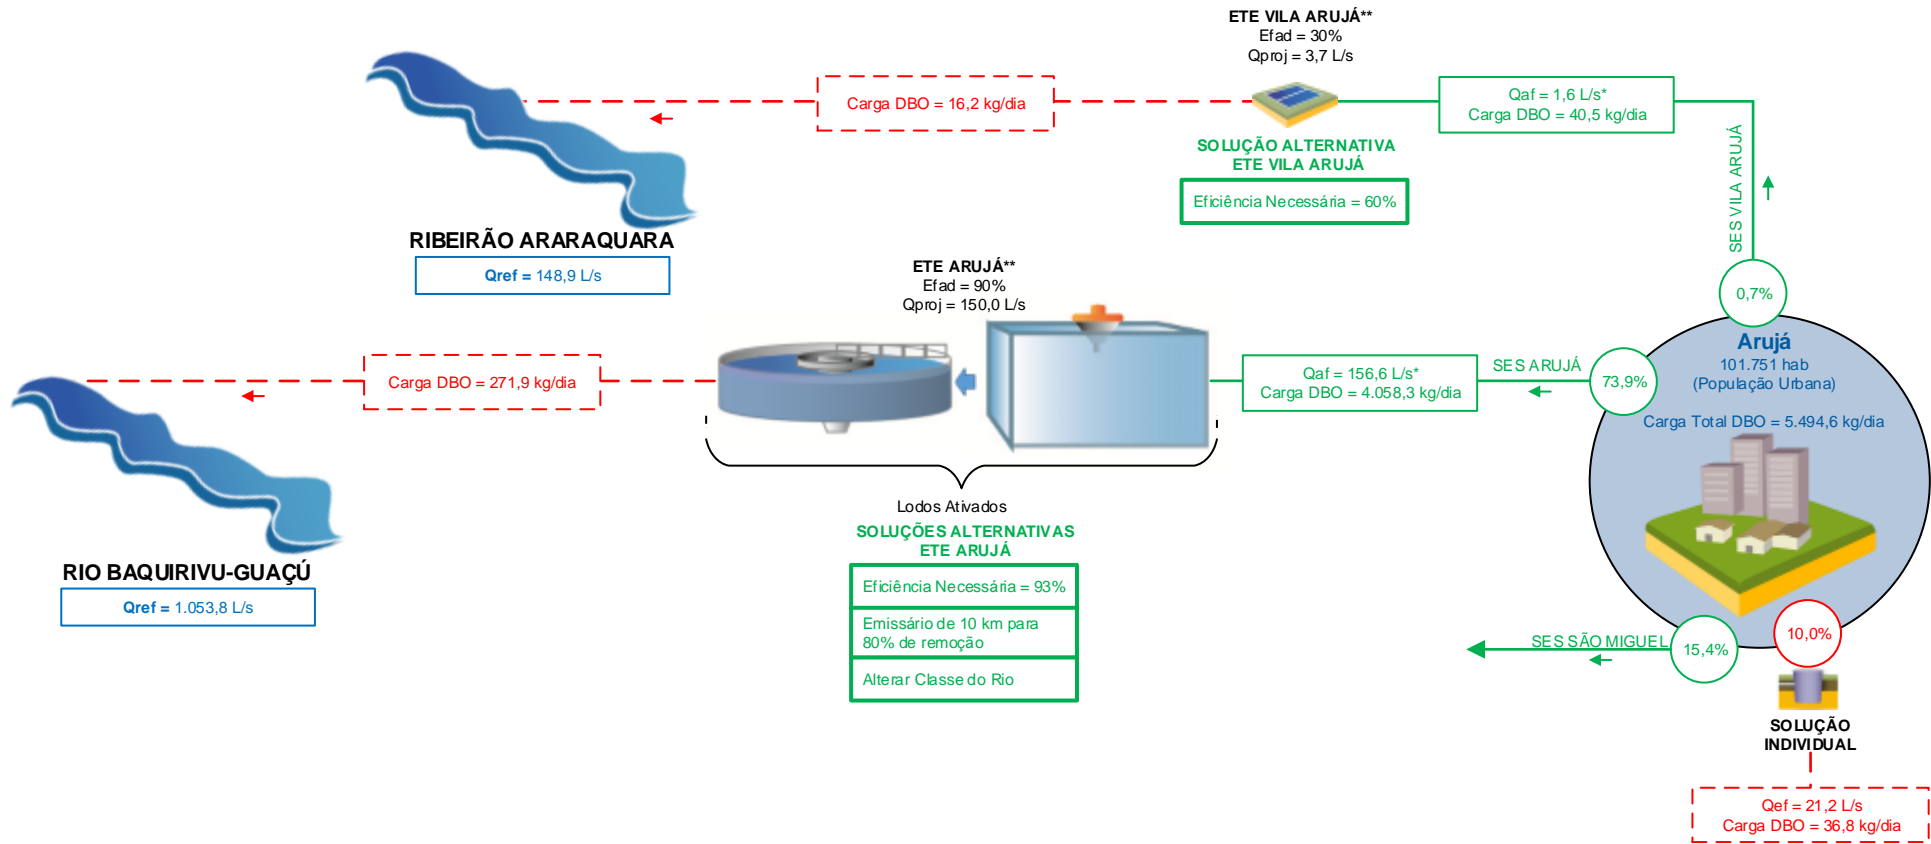 ETE VILA ARUJÁ**
Efad = 30%
Qproj = 3,7 L/s
Carga DBO = 16,2 kg/dia
Qaf = 1,6 L/s*
Carga DBO = 40,5 kg/dia
SOLUÇÃO ALTERNATIVA
ETE VILA ARUJÁ
Eficiência Necessária = 60%
SES VILA ARUJÁ
RIBEIRÃO ARARAQUARA
Qref = 148,9 L/s
ETE ARUJÁ**
Efad = 90%
Qproj = 150,0 L/s
0,7%
Carga DBO = 271,9 kg/dia
Qaf = 156,6 L/s*
Carga DBO = 4.058,3 kg/dia
SES ARUJÁ
73,9%
Arujá
101.751 hab
(População Urbana)
Carga Total DBO = 5.494,6 kg/dia
Lodos Ativados
SOLUÇÕES ALTERNATIVAS
ETE ARUJÁ
Eficiência Necessária = 93%
Emissário de 10 km para
80% de remoção
Alterar Classe do Rio
RIO BAQUIRIVU-GUAÇÚ
Qref = 1.053,8 L/s
SES SÃO MIGUEL
15,4%
10,0%
SOLUÇÃO
INDIVIDUAL
Qef = 21,2 L/s
Carga DBO = 36,8 kg/dia